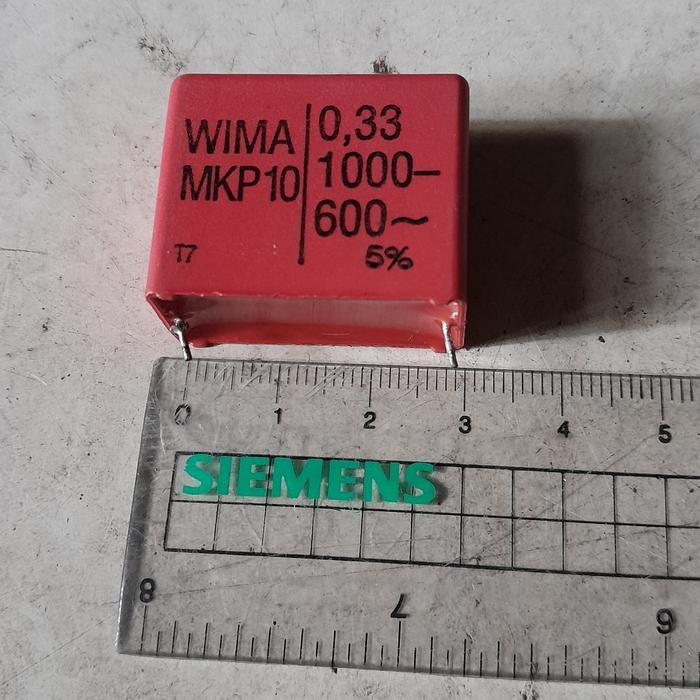 WIMA
MKP10
0,33
1000–
600~
T7
5%
0 1 2 3 4 5
SIEMENS
8 7 6